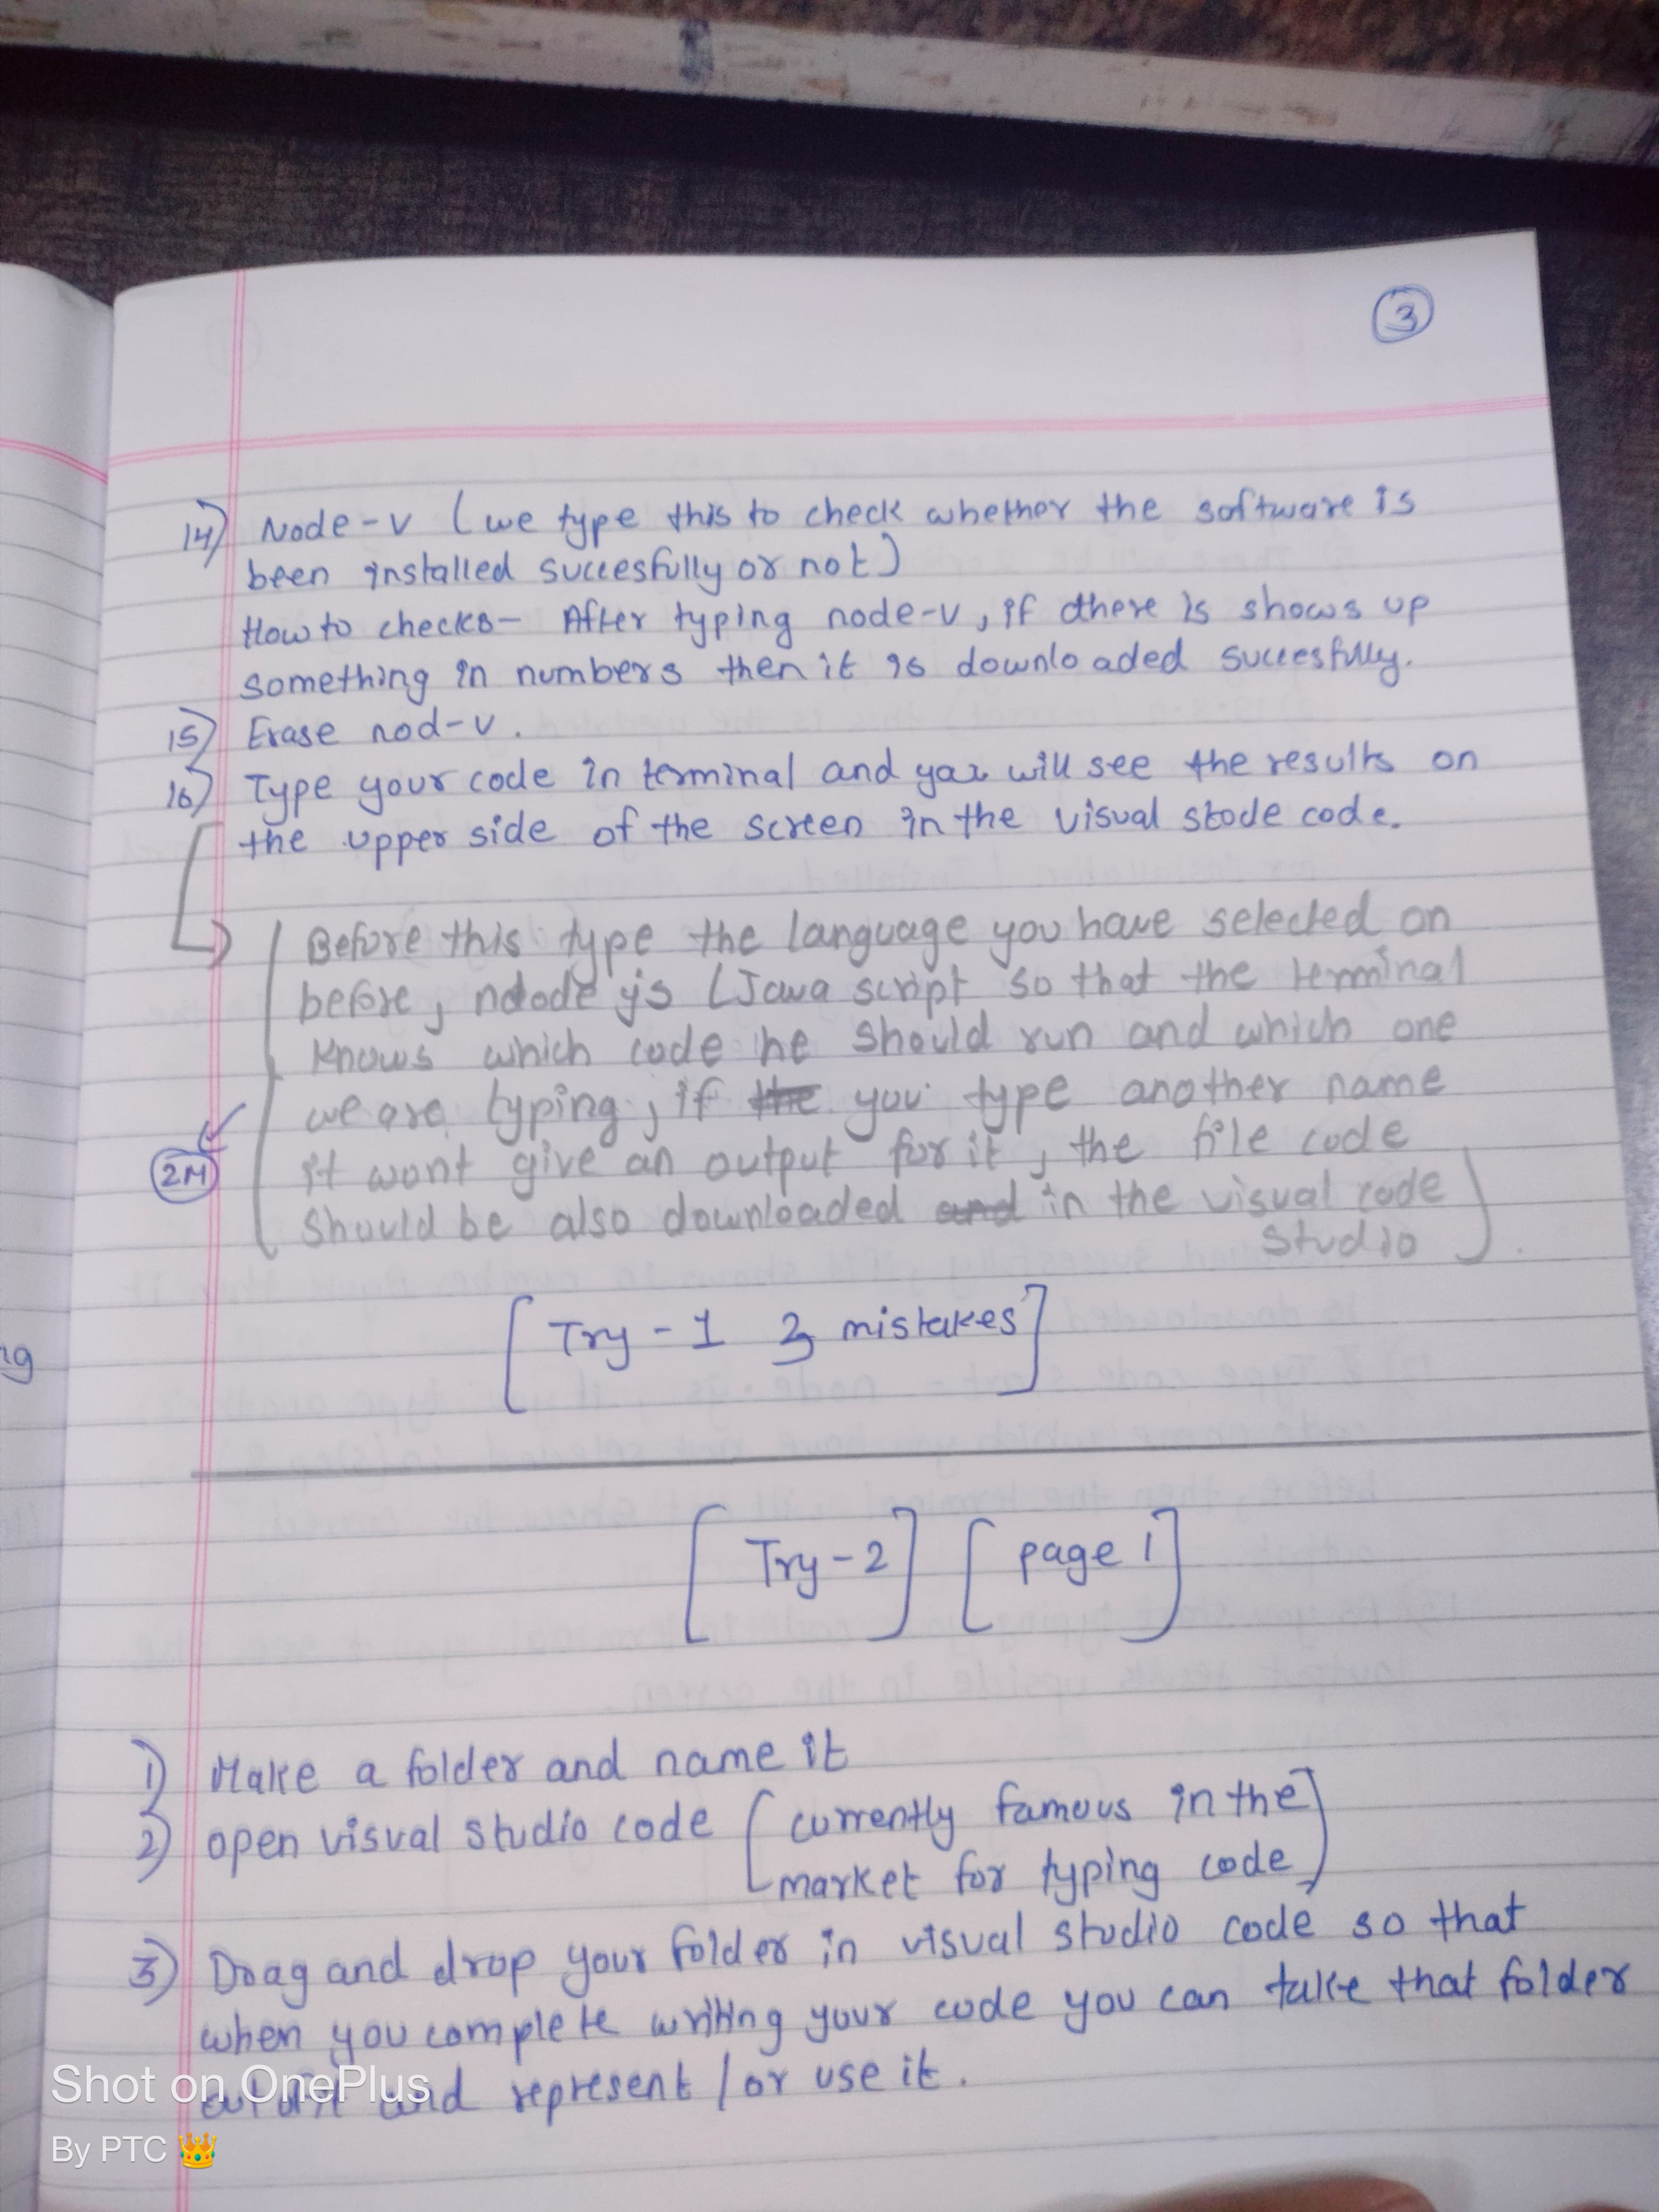 3
14) Node-v (we type this to check whether the software is
been installed succesfully or not)
How to checks- After typing node-v, if there is shows up
something in numbers then it is downloaded succesfully.
15) Erase nod-v.
16) Type your code in terminal and you will see the results on
the upper side of the screen in the visual stode code.
Before this type the language you have selected on
before, ndode js (Java script so that the terminal
knows which code he should run and which one
we are typing, if the you type another name
it wont give an output for it, the file code
2M
should be also downloaded and in the visual code
studio)
ng
[Try-1 3 mistakes]
[Try-2] [page 1]
1) Make a folder and name it
2) open visual studio code [currently famous in the
market for typing code]
3) Drag and drop your folder in visual studio code so that
when you complete writing your code you can take that folder
out of it and represent / or use it.
Shot on OnePlus
By PTC 👑